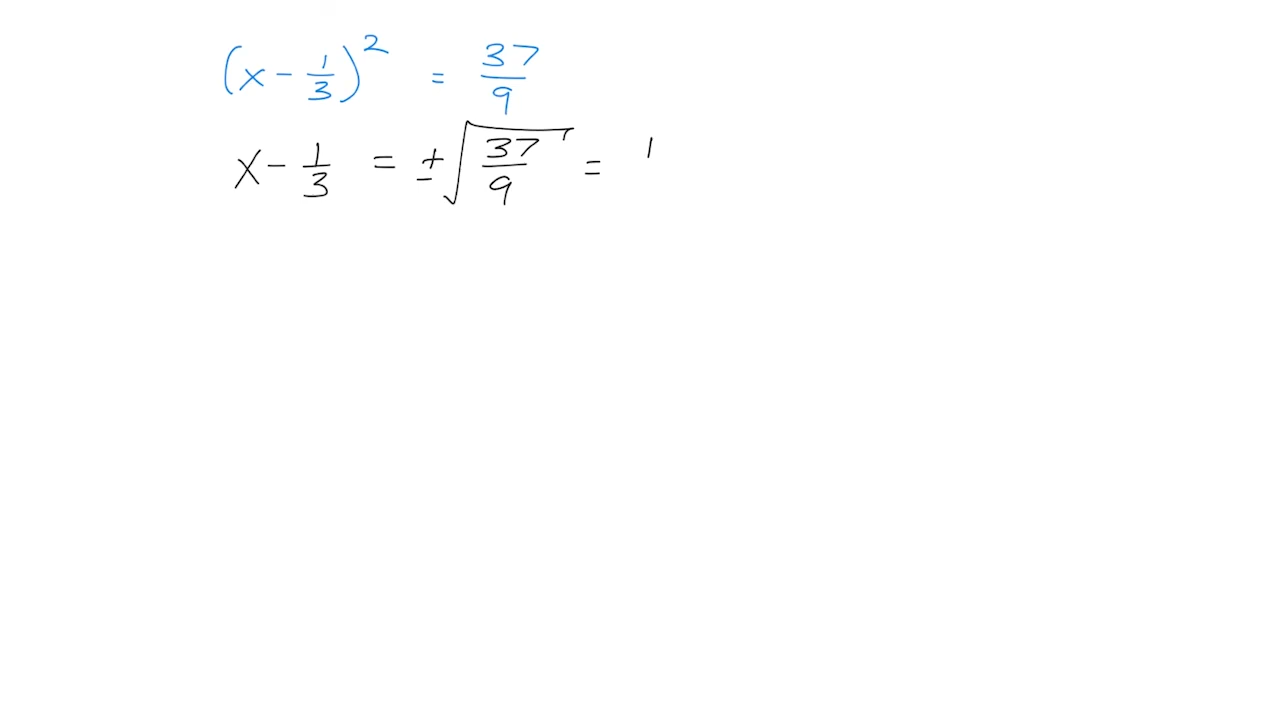 (x - 1/3)² = 37/9
x - 1/3 = ±√(37/9) =